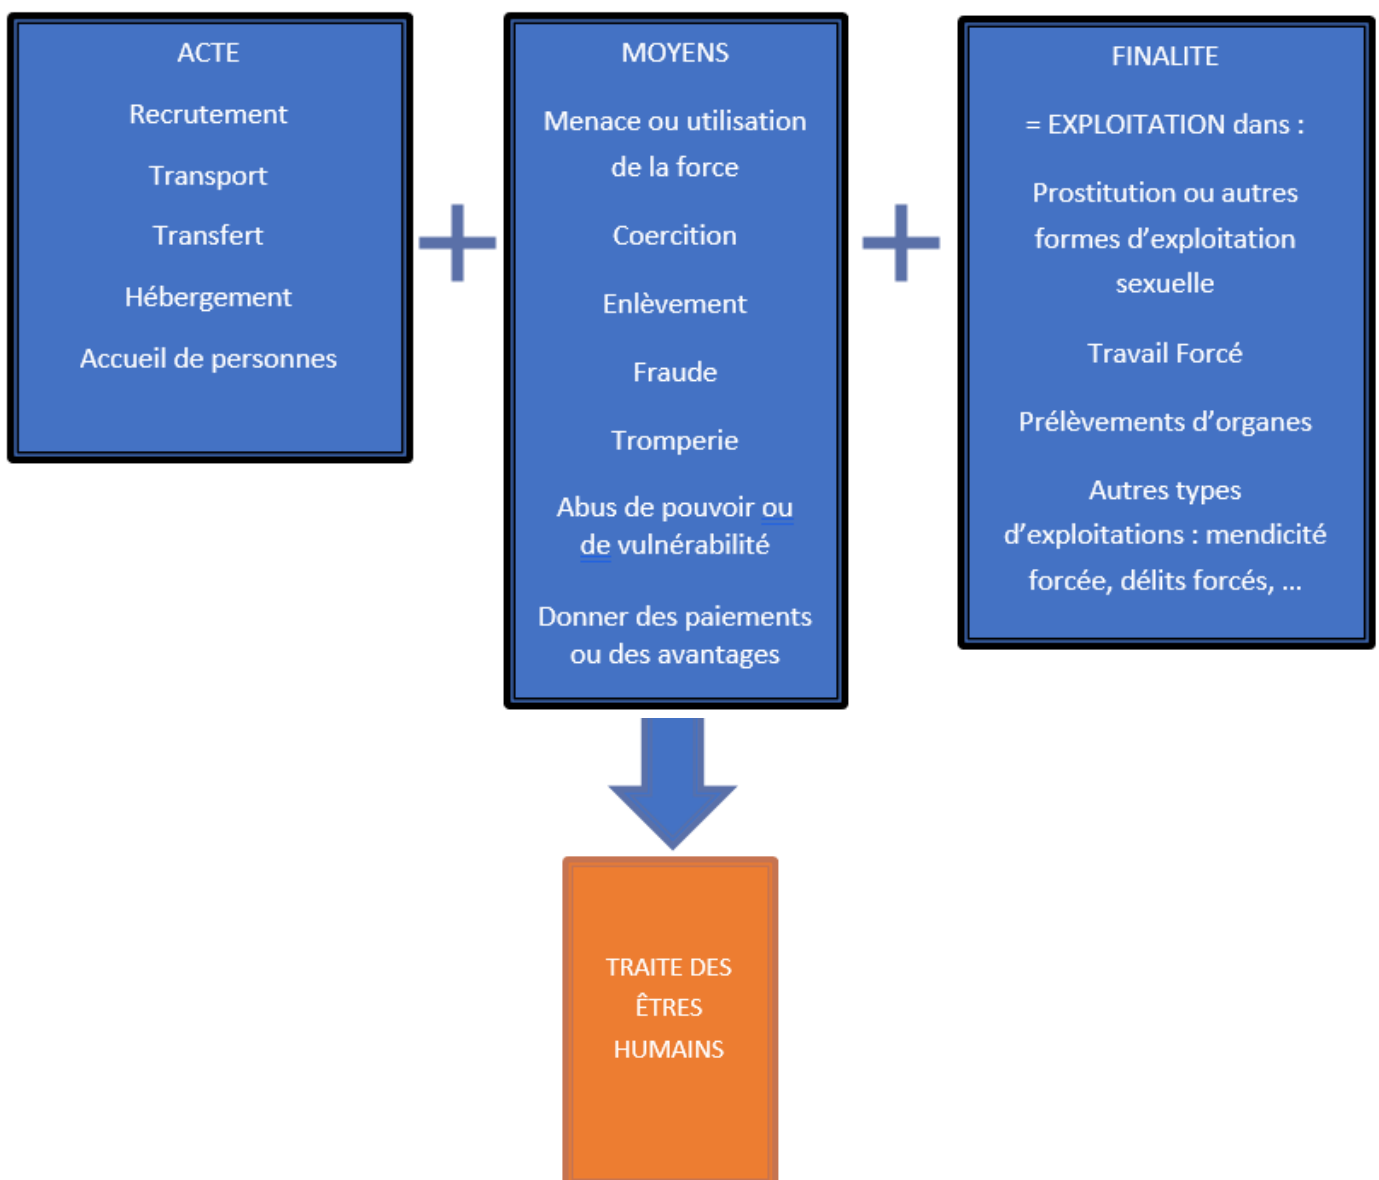 ACTE
Recrutement
Transport
Transfert
Hébergement
Accueil de personnes
MOYENS
Menace ou utilisation
de la force
Coercition
Enlèvement
Fraude
Tromperie
Abus de pouvoir ou
de vulnérabilité
Donner des paiements
ou des avantages
FINALITE
= EXPLOITATION dans :
Prostitution ou autres
formes d’exploitation
sexuelle
Travail Forcé
Prélèvements d’organes
Autres types
d’exploitations : mendicité
forcée, délits forcés, …
TRAITE DES
ÊTRES
HUMAINS